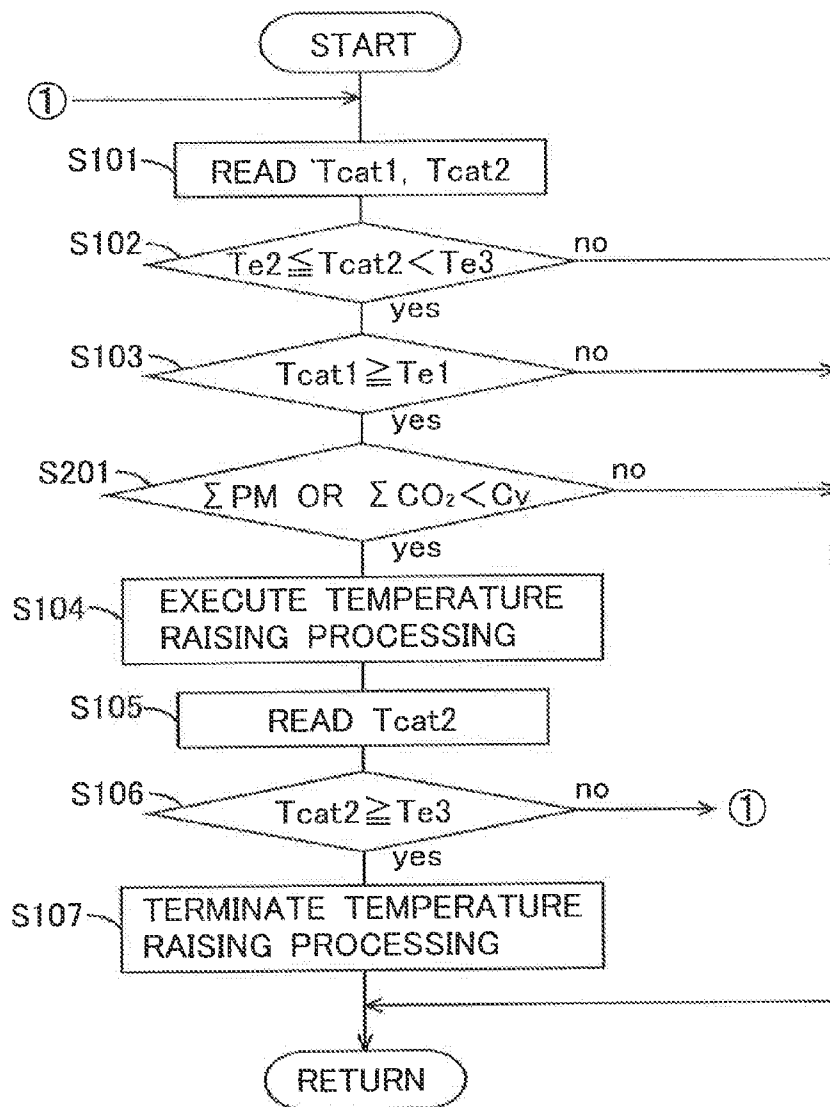 START
①
S101
READ Tcat1, Tcat2
S102
Te2≦Tcat2<Te3
no
yes
S103
Tcat1≧Te1
no
yes
S201
ΣPM OR ΣCO₂<Cv
no
yes
S104
EXECUTE TEMPERATURE
RAISING PROCESSING
S105
READ Tcat2
S106
Tcat2≧Te3
no
①
yes
S107
TERMINATE TEMPERATURE
RAISING PROCESSING
RETURN